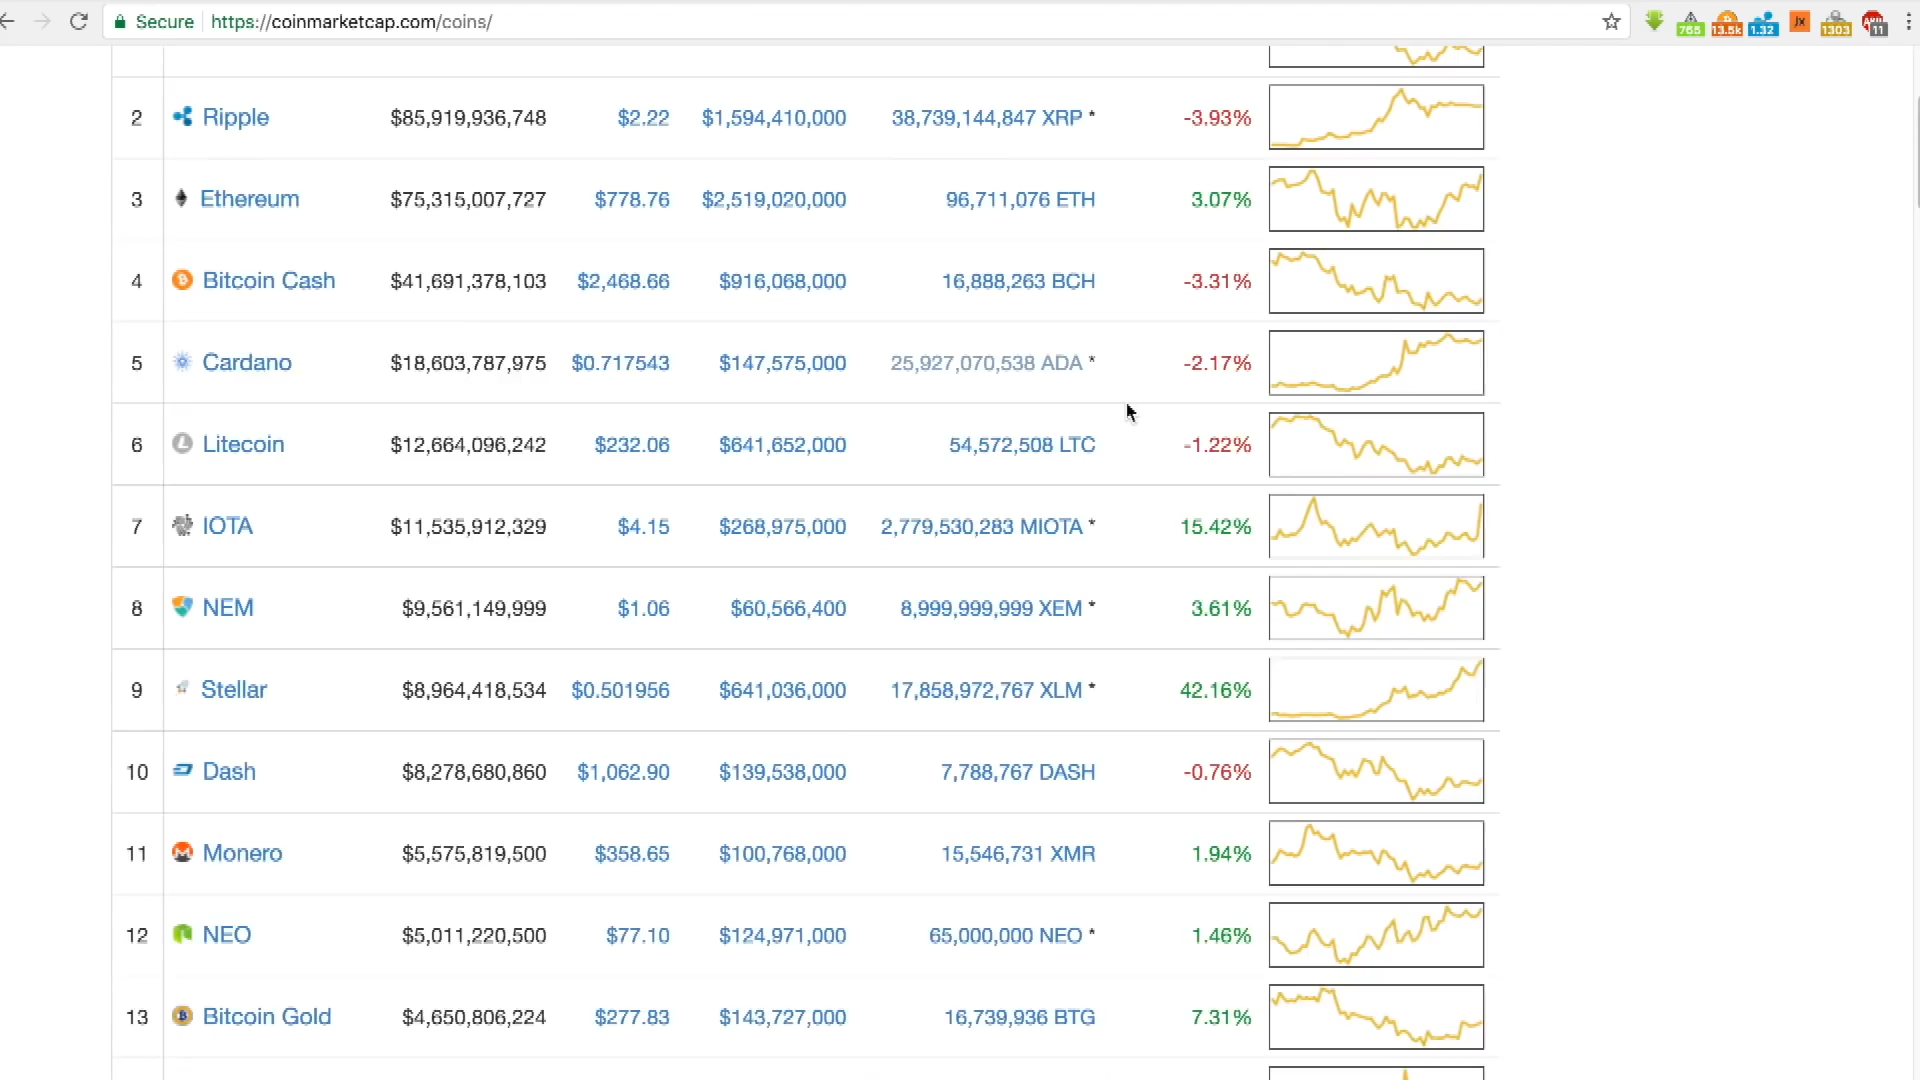 Secure https://coinmarketcap.com/coins/ 765 13.5k 1.32 Jx 1303 11
2 Ripple $85,919,936,748 $2.22 $1,594,410,000 38,739,144,847 XRP * -3.93%
3 Ethereum $75,315,007,727 $778.76 $2,519,020,000 96,711,076 ETH 3.07%
4 Bitcoin Cash $41,691,378,103 $2,468.66 $916,068,000 16,888,263 BCH -3.31%
5 Cardano $18,603,787,975 $0.717543 $147,575,000 25,927,070,538 ADA * -2.17%
6 Litecoin $12,664,096,242 $232.06 $641,652,000 54,572,508 LTC -1.22%
7 IOTA $11,535,912,329 $4.15 $268,975,000 2,779,530,283 MIOTA * 15.42%
8 NEM $9,561,149,999 $1.06 $60,566,400 8,999,999,999 XEM * 3.61%
9 Stellar $8,964,418,534 $0.501956 $641,036,000 17,858,972,767 XLM * 42.16%
10 Dash $8,278,680,860 $1,062.90 $139,538,000 7,788,767 DASH -0.76%
11 Monero $5,575,819,500 $358.65 $100,768,000 15,546,731 XMR 1.94%
12 NEO $5,011,220,500 $77.10 $124,971,000 65,000,000 NEO * 1.46%
13 Bitcoin Gold $4,650,806,224 $277.83 $143,727,000 16,739,936 BTG 7.31%